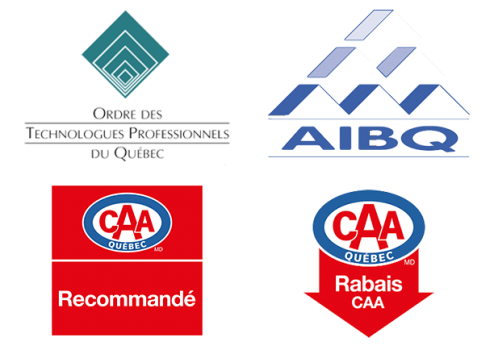 Ordre des
Technologues Professionnels
du Québec
AIBQ
CAA
QUÉBEC
MD
Recommandé
CAA
QUÉBEC
MD
Rabais
CAA